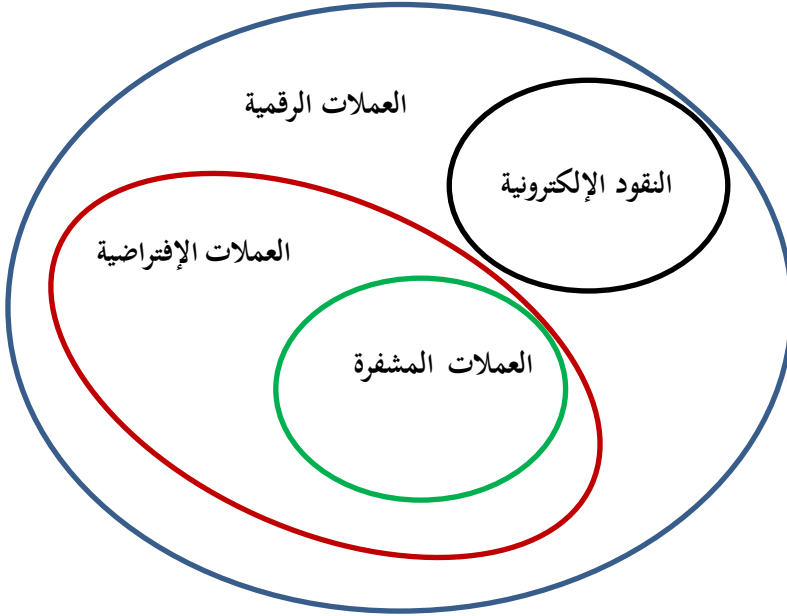 العملات الرقمية
النقود الإلكترونية
العملات الإفتراضية
العملات المشفرة